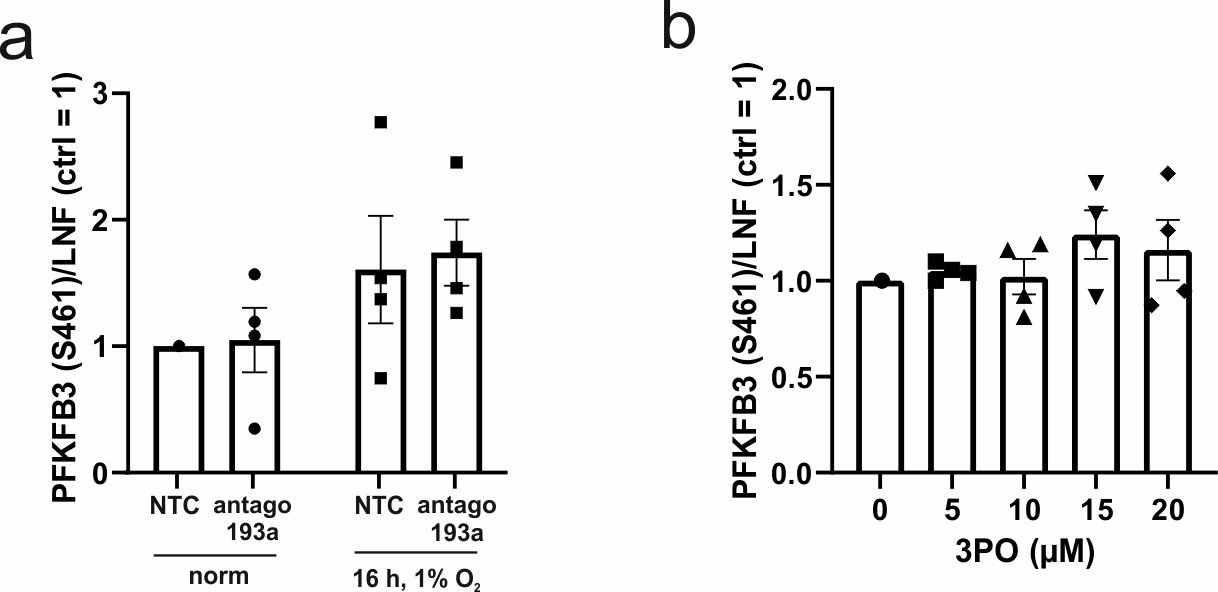 a
PFKFB3 (S461)/LNF (ctrl = 1)
3
2
1
0
NTC
antago
193a
NTC
antago
193a
norm
16 h, 1% O₂
b
PFKFB3 (S461)/LNF (ctrl = 1)
2.0
1.5
1.0
0.5
0.0
0 5 10 15 20
3PO (µM)